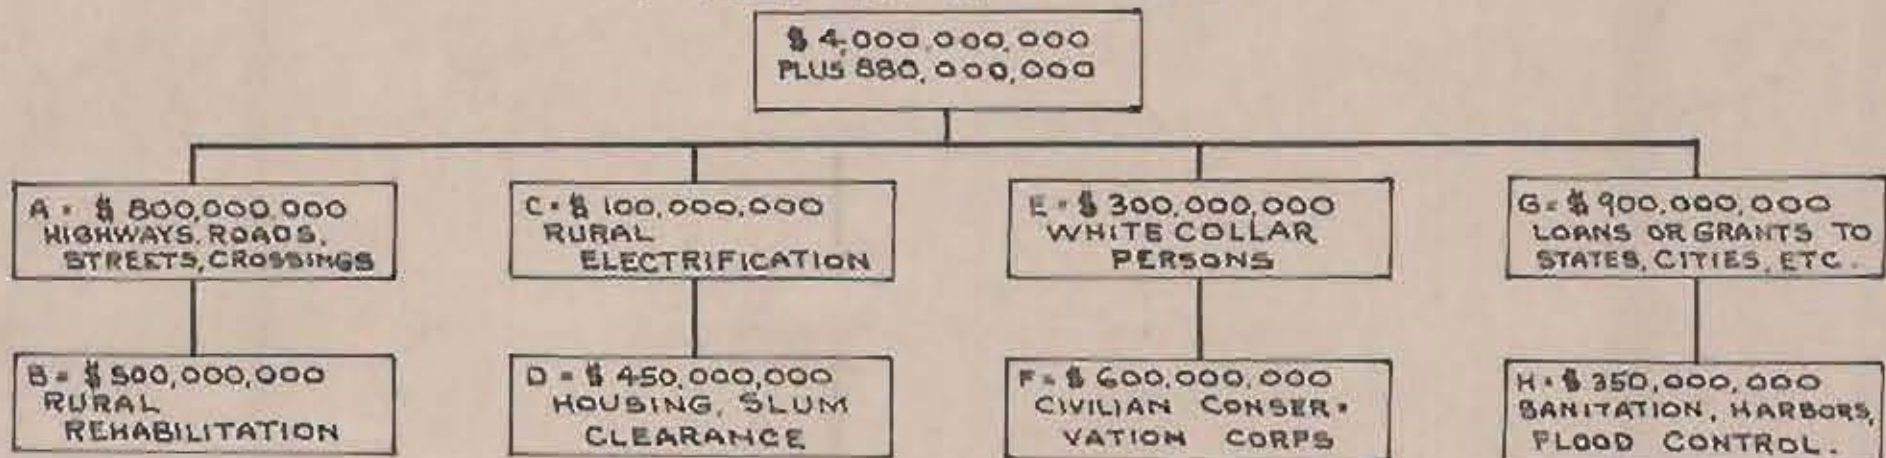 $ 4,000,000,000
PLUS 880,000,000
A = $ 800,000,000
HIGHWAYS, ROADS,
STREETS, CROSSINGS
C = $ 100,000,000
RURAL
ELECTRIFICATION
E = $ 300,000,000
WHITE COLLAR
PERSONS
G = $ 900,000,000
LOANS OR GRANTS TO
STATES, CITIES, ETC.
B = $ 500,000,000
RURAL
REHABILITATION
D = $ 450,000,000
HOUSING, SLUM
CLEARANCE
F = $ 600,000,000
CIVILIAN CONSER-
VATION CORPS
H = $ 350,000,000
SANITATION, HARBORS,
FLOOD CONTROL.